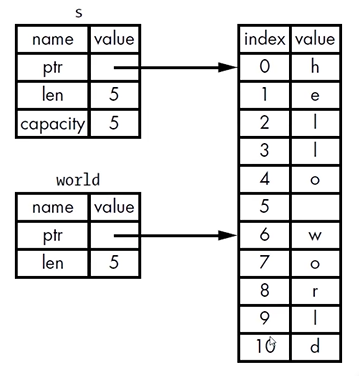 s
name value
ptr
len 5
capacity 5
world
name value
ptr
len 5
index value
0 h
1 e
2 l
3 l
4 o
5
6 w
7 o
8 r
9 l
10 d